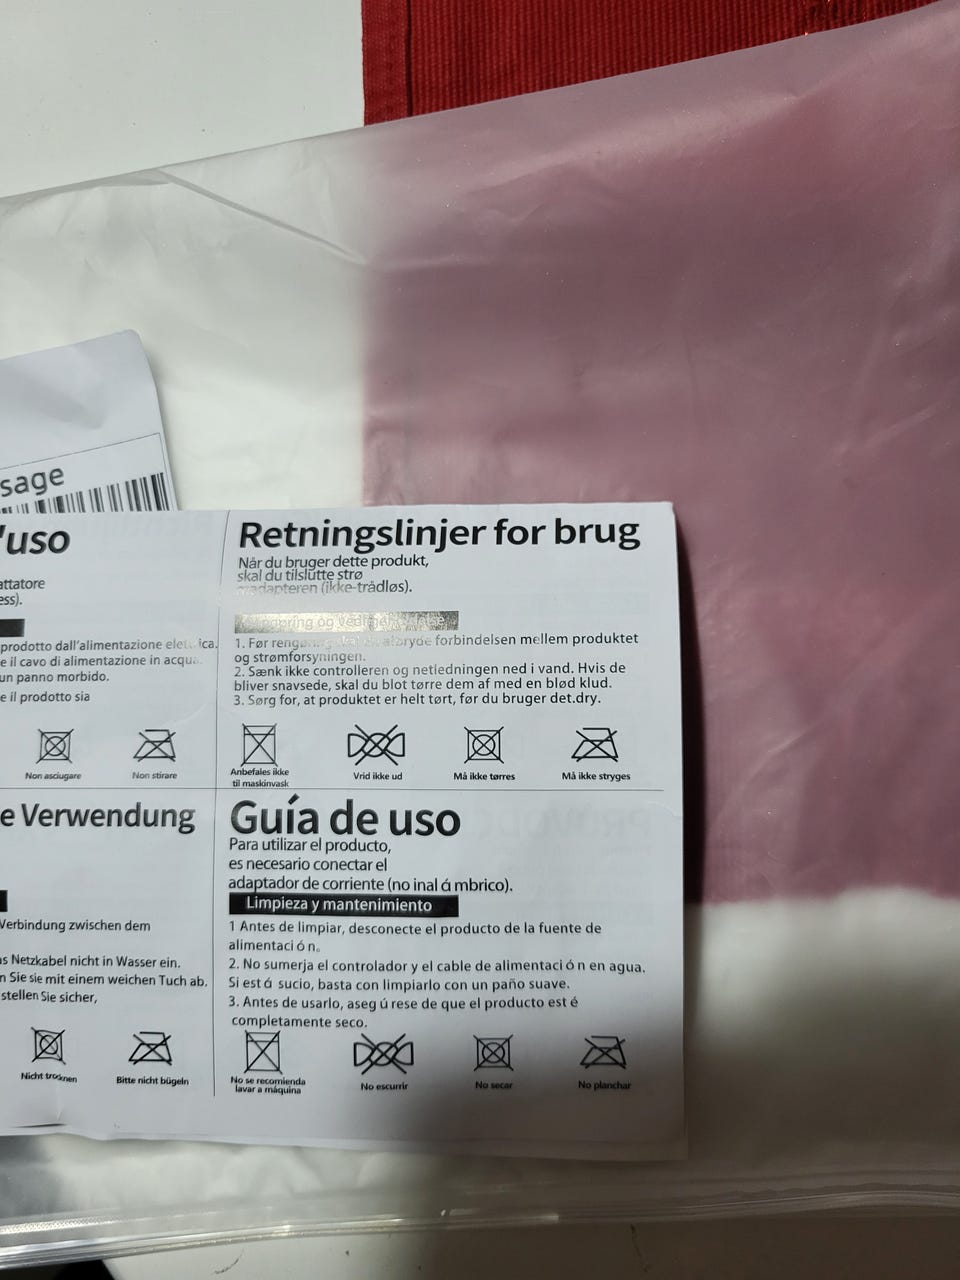 sage
'uso
attatore
ess).
prodotto dall'alimentazione
e il cavo di alimentazione in acqua.
un panno morbido.
e il prodotto sia
Non asciugare
Non stirare
Retningslinjer for brug
Når du bruger dette produkt,
skal du tilslutte strø
madapteren (ikke-trådløs).
og
1. Før forbindelsen mellem produktet
og strømforsyningen.
2. Sænk ikke controlleren og netledningen ned i vand. Hvis de
bliver snavsede, skal du blot tørre dem af med en blød klud.
3. Sørg for, at produktet er helt tørt, før du bruger det.dry.
Anbefales ikke
til maskinvask
Vrid ikke ud
Må ikke tørres
Må ikke stryges
e Verwendung
Verbindung zwischen dem
as Netzkabel nicht in Wasser ein.
n Sie sie mit einem weichen Tuch ab.
stellen Sie sicher,
Nicht trocknen
Bitte nicht bügeln
Guía de uso
Para utilizar el producto,
es necesario conectar el
adaptador de corriente (no inal á mbrico).
Limpieza y mantenimiento
1 Antes de limpiar, desconecte el producto de la fuente de
alimentaci ó n。
2. No sumerja el controlador y el cable de alimentaci ó n en agua.
Si est á sucio, basta con limpiarlo con un paño suave.
3. Antes de usarlo, aseg ú rese de que el producto est é
completamente seco.
No se recomienda
lavar a máquina
No escurrir
No secar
No planchar